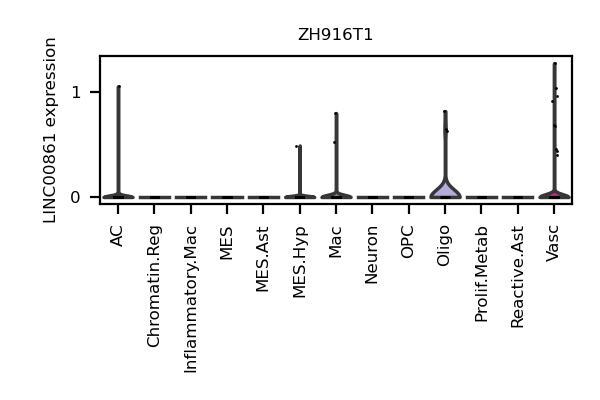 ZH916T1
LINC00861 expression
1
0
AC
Chromatin.Reg
Inflammatory.Mac
MES
MES.Ast
MES.Hyp
Mac
Neuron
OPC
Oligo
Prolif.Metab
Reactive.Ast
Vasc